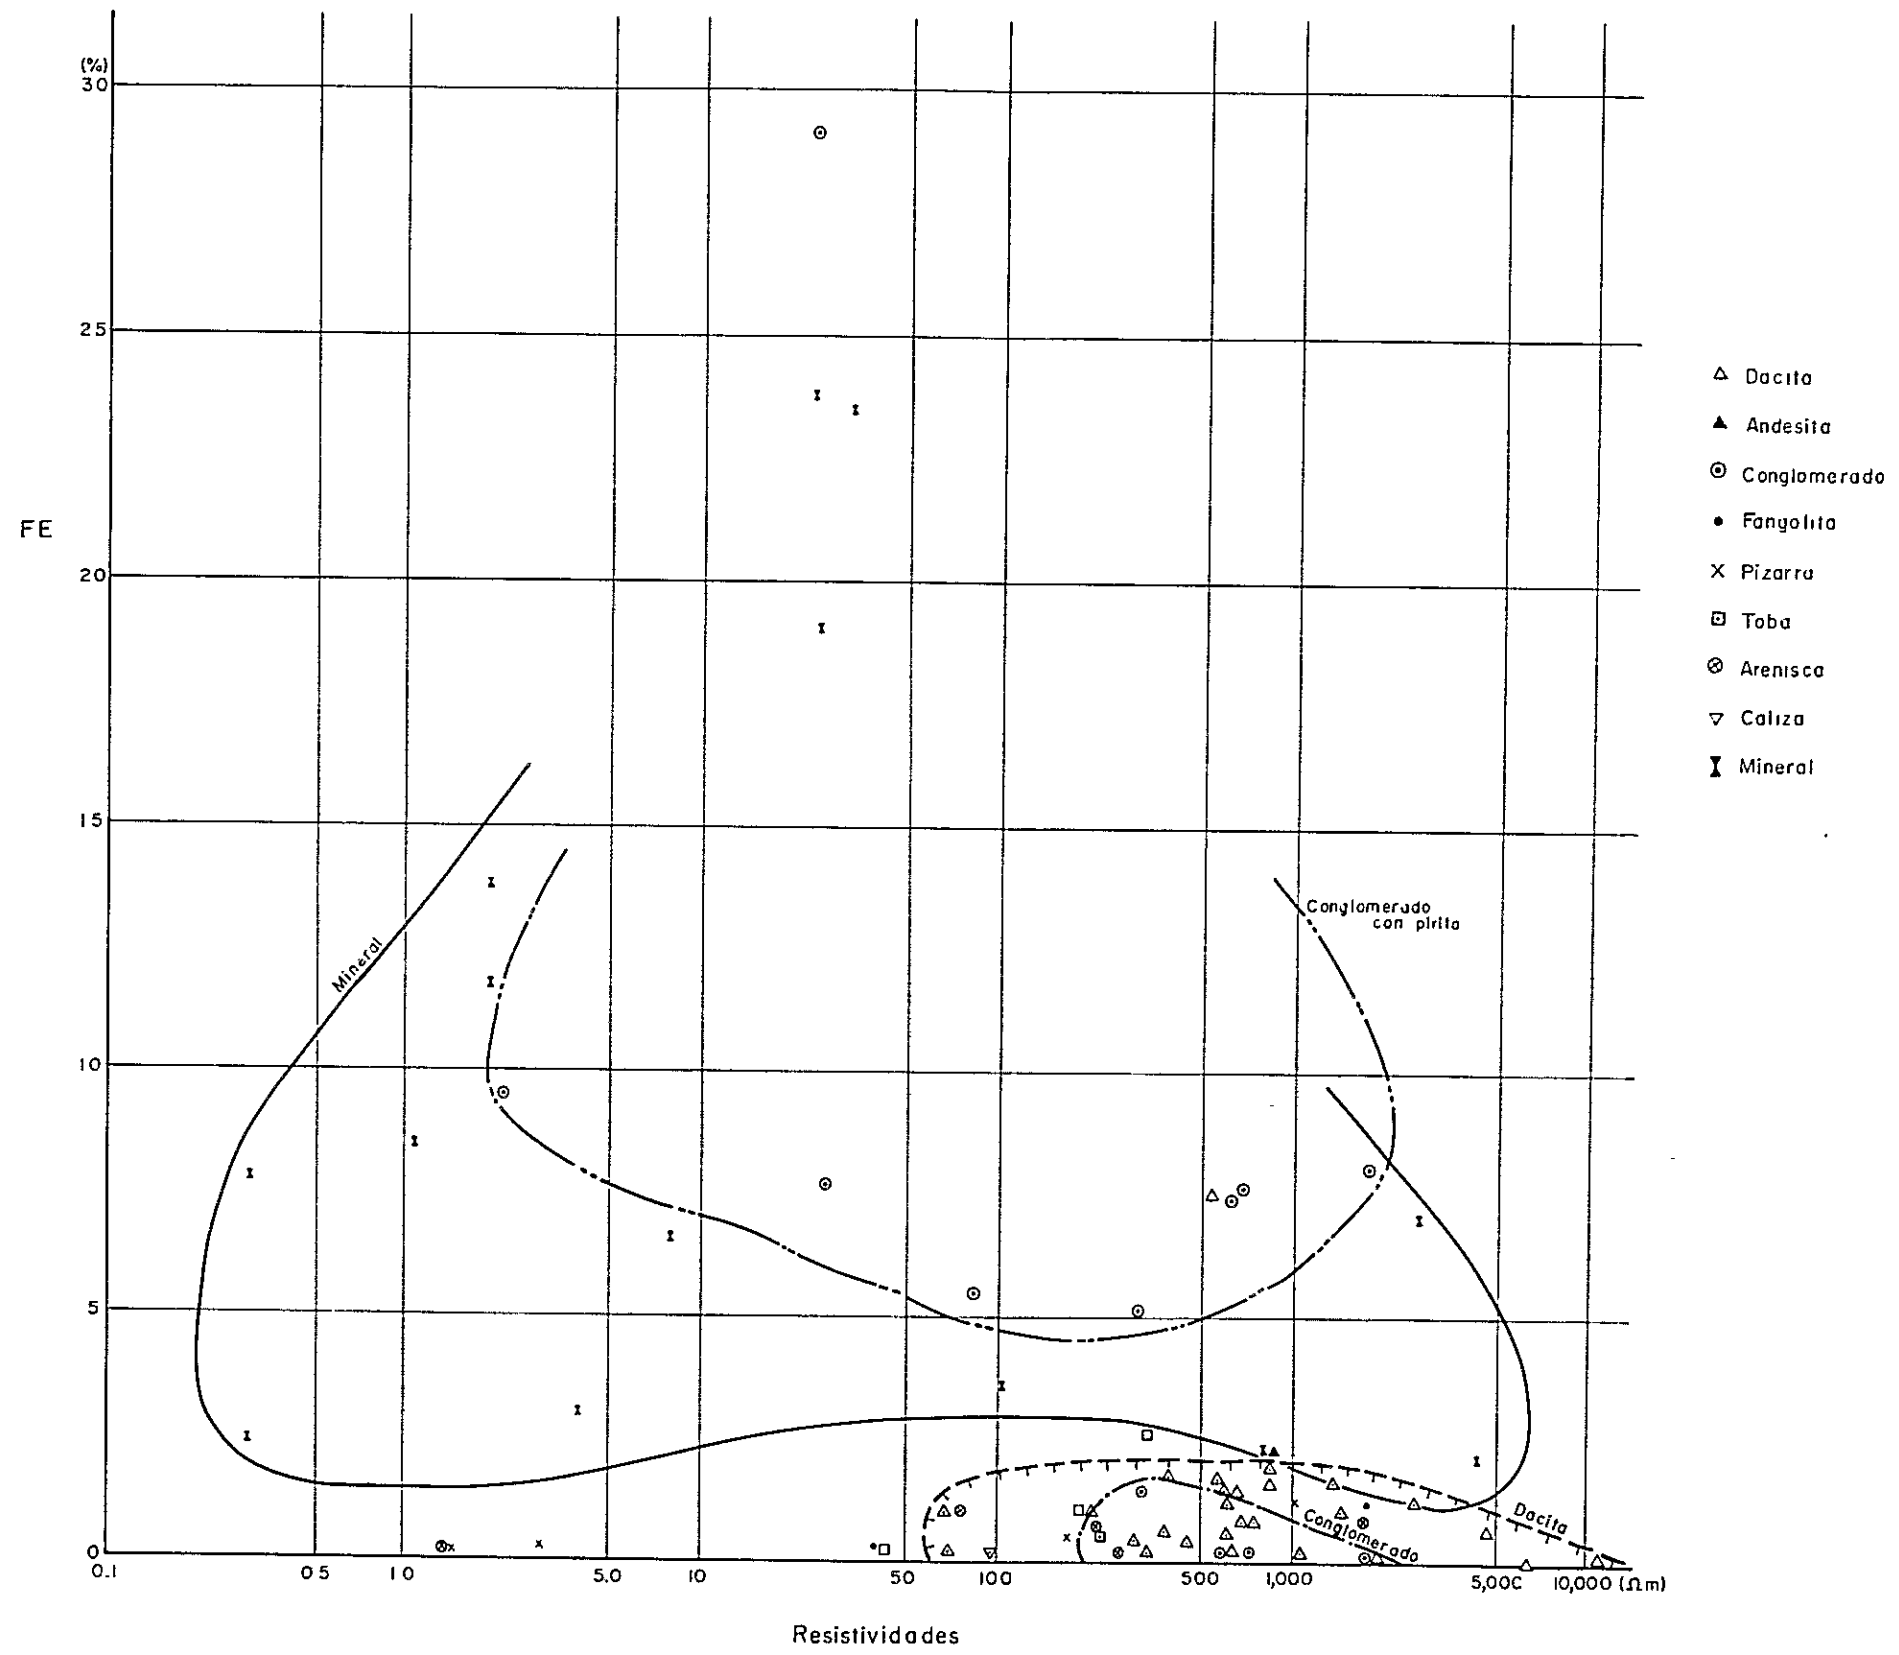 (%)
30
25
FE
20
15
10
5
0
0.1
0.5
1.0
5.0
10
50
100
500
1,000
5,00C
10,000 (Ωm)
Resistividades
Mineral
Conglomerado
con pirita
Conglomerado
Dacita
Dacita
Andesita
Conglomerado
Fanyolita
Pizarra
Toba
Arenisca
Caliza
Mineral